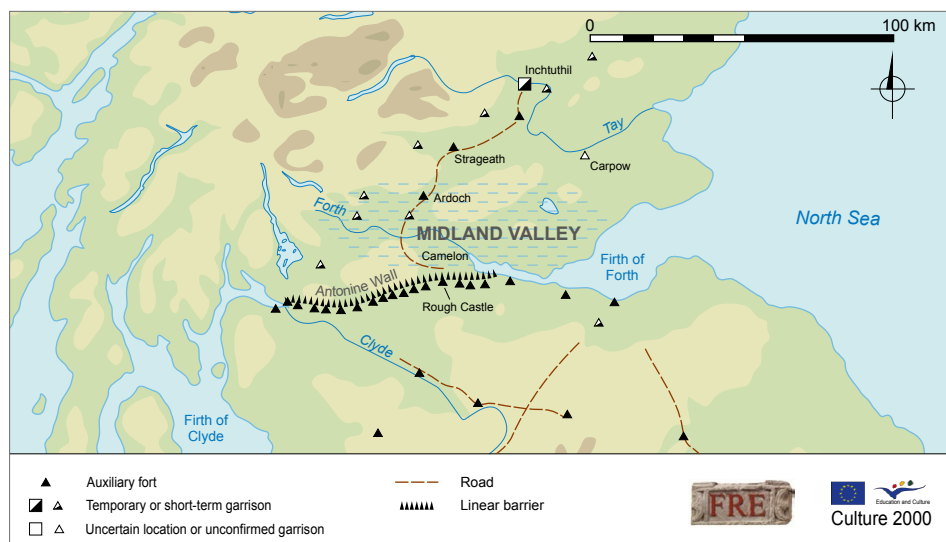 0
100 km
Inchtuthil
Tay
Strageath
Carpow
Ardoch
North Sea
Forth
MIDLAND VALLEY
Camelon
Firth of
Forth
Antonine Wall
Rough Castle
Clyde
Firth of
Clyde
Auxiliary fort
Temporary or short-term garrison
Uncertain location or unconfirmed garrison
Road
Linear barrier
FRE
Education and Culture
Culture 2000